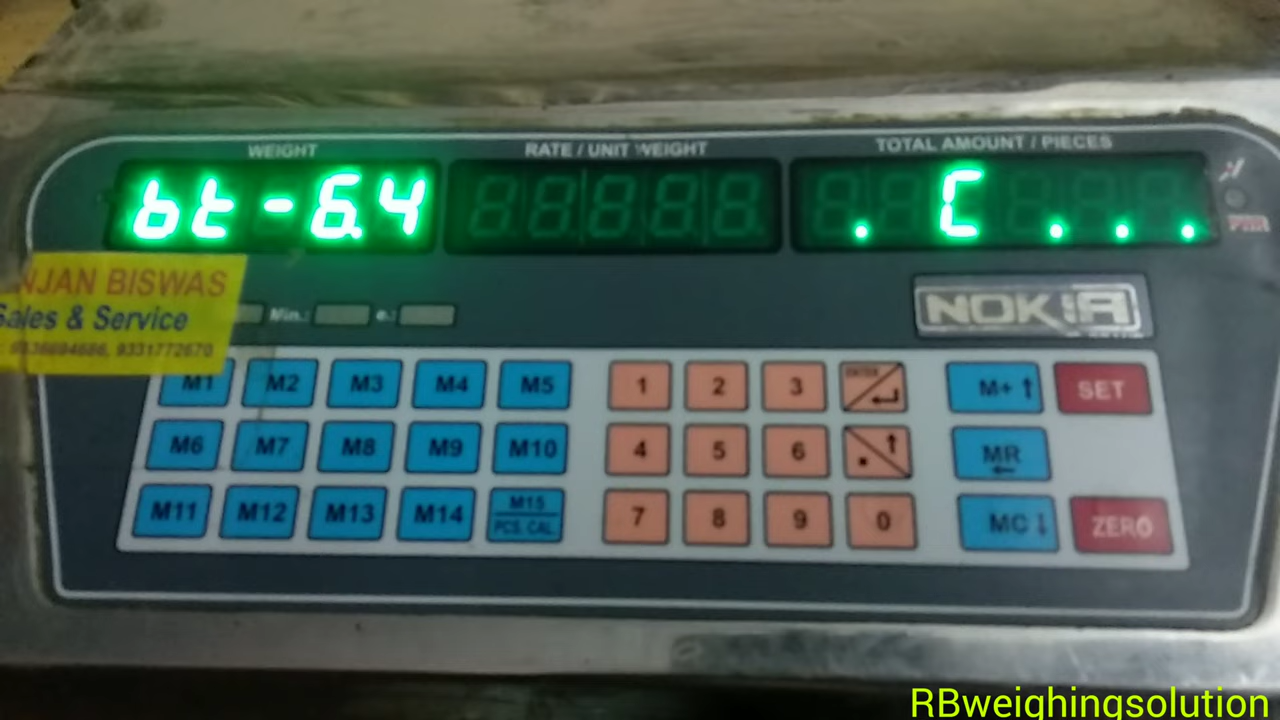 WEIGHT
RATE / UNIT WEIGHT
TOTAL AMOUNT / PIECES
bt-6.4
. C . . .
PWR
NJAN BISWAS
Sales & Service
9331772670
Min.:
e.:
NOKIA
M1 M2 M3 M4 M5 1 2 3 ENTER M+ ↑ SET
M6 M7 M8 M9 M10 4 5 6 . ↑ MR ←
M11 M12 M13 M14 M15 PCS. CAL. 7 8 9 0 MC ↓ ZERO
RBweighingsolution